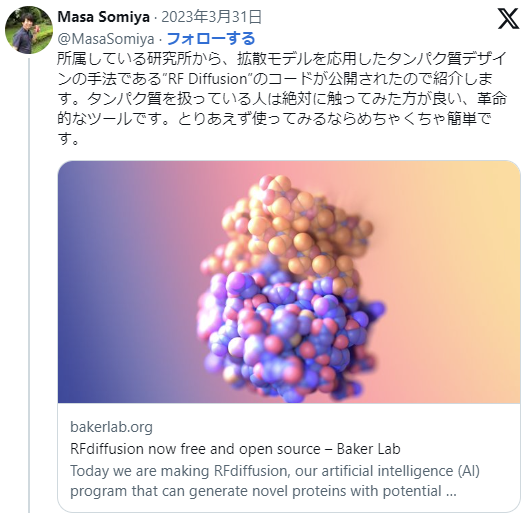 Masa Somiya · 2023年3月31日
@MasaSomiya · フォローする
所属している研究所から、拡散モデルを応用したタンパク質デザイ
ンの手法である"RF Diffusion"のコードが公開されたので紹介しま
す。タンパク質を扱っている人は絶対に触ってみた方が良い、革命
的なツールです。とりあえず使ってみるならめちゃくちゃ簡単で
す。
bakerlab.org
RFdiffusion now free and open source – Baker Lab
Today we are making RFdiffusion, our artificial intelligence (AI)
program that can generate novel proteins with potential ...